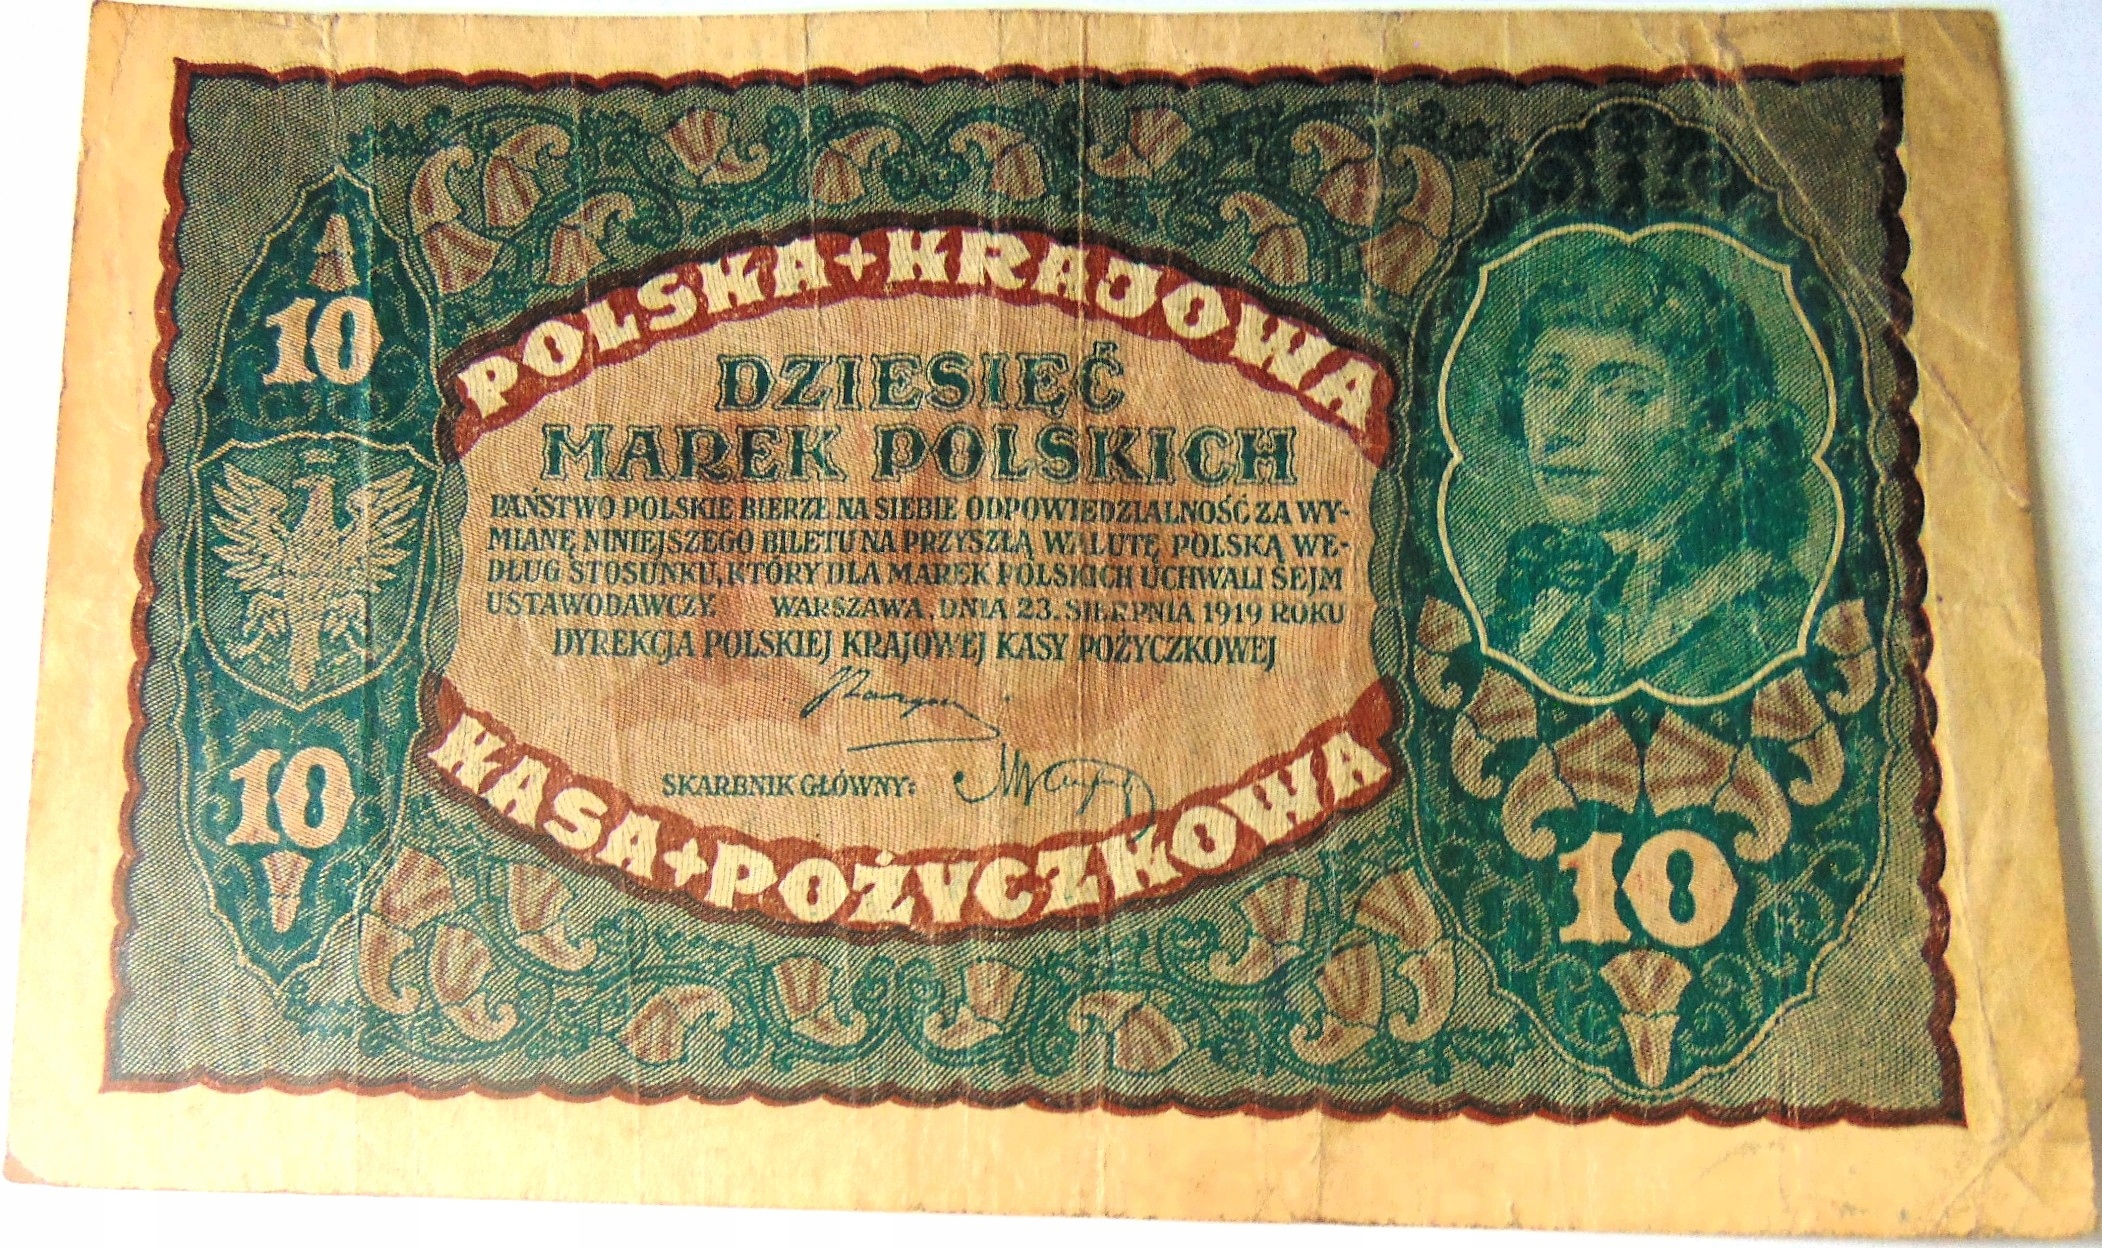 POLSKA+KRAJOWA
10
DZIESIĘĆ
MAREK POLSKICH
PAŃSTWO POLSKIE BIERZE NA SIEBIE ODPOWIEDZIALNOŚĆ ZA WY-
MIANĘ NINIEJSZEGO BILETU NA PRZYSZŁĄ WALUTĘ POLSKĄ WE-
DŁUG STOSUNKU, KTÓRY DLA MAREK POLSKICH UCHWALI SEJM
USTAWODAWCZY. WARSZAWA, DNIA 23. SIERPNIA 1919 ROKU
DYREKCJA POLSKIEJ KRAJOWEJ KASY POŻYCZKOWEJ
SKARBNIK GŁÓWNY:
10
KASA+POŻYCZKOWA
10